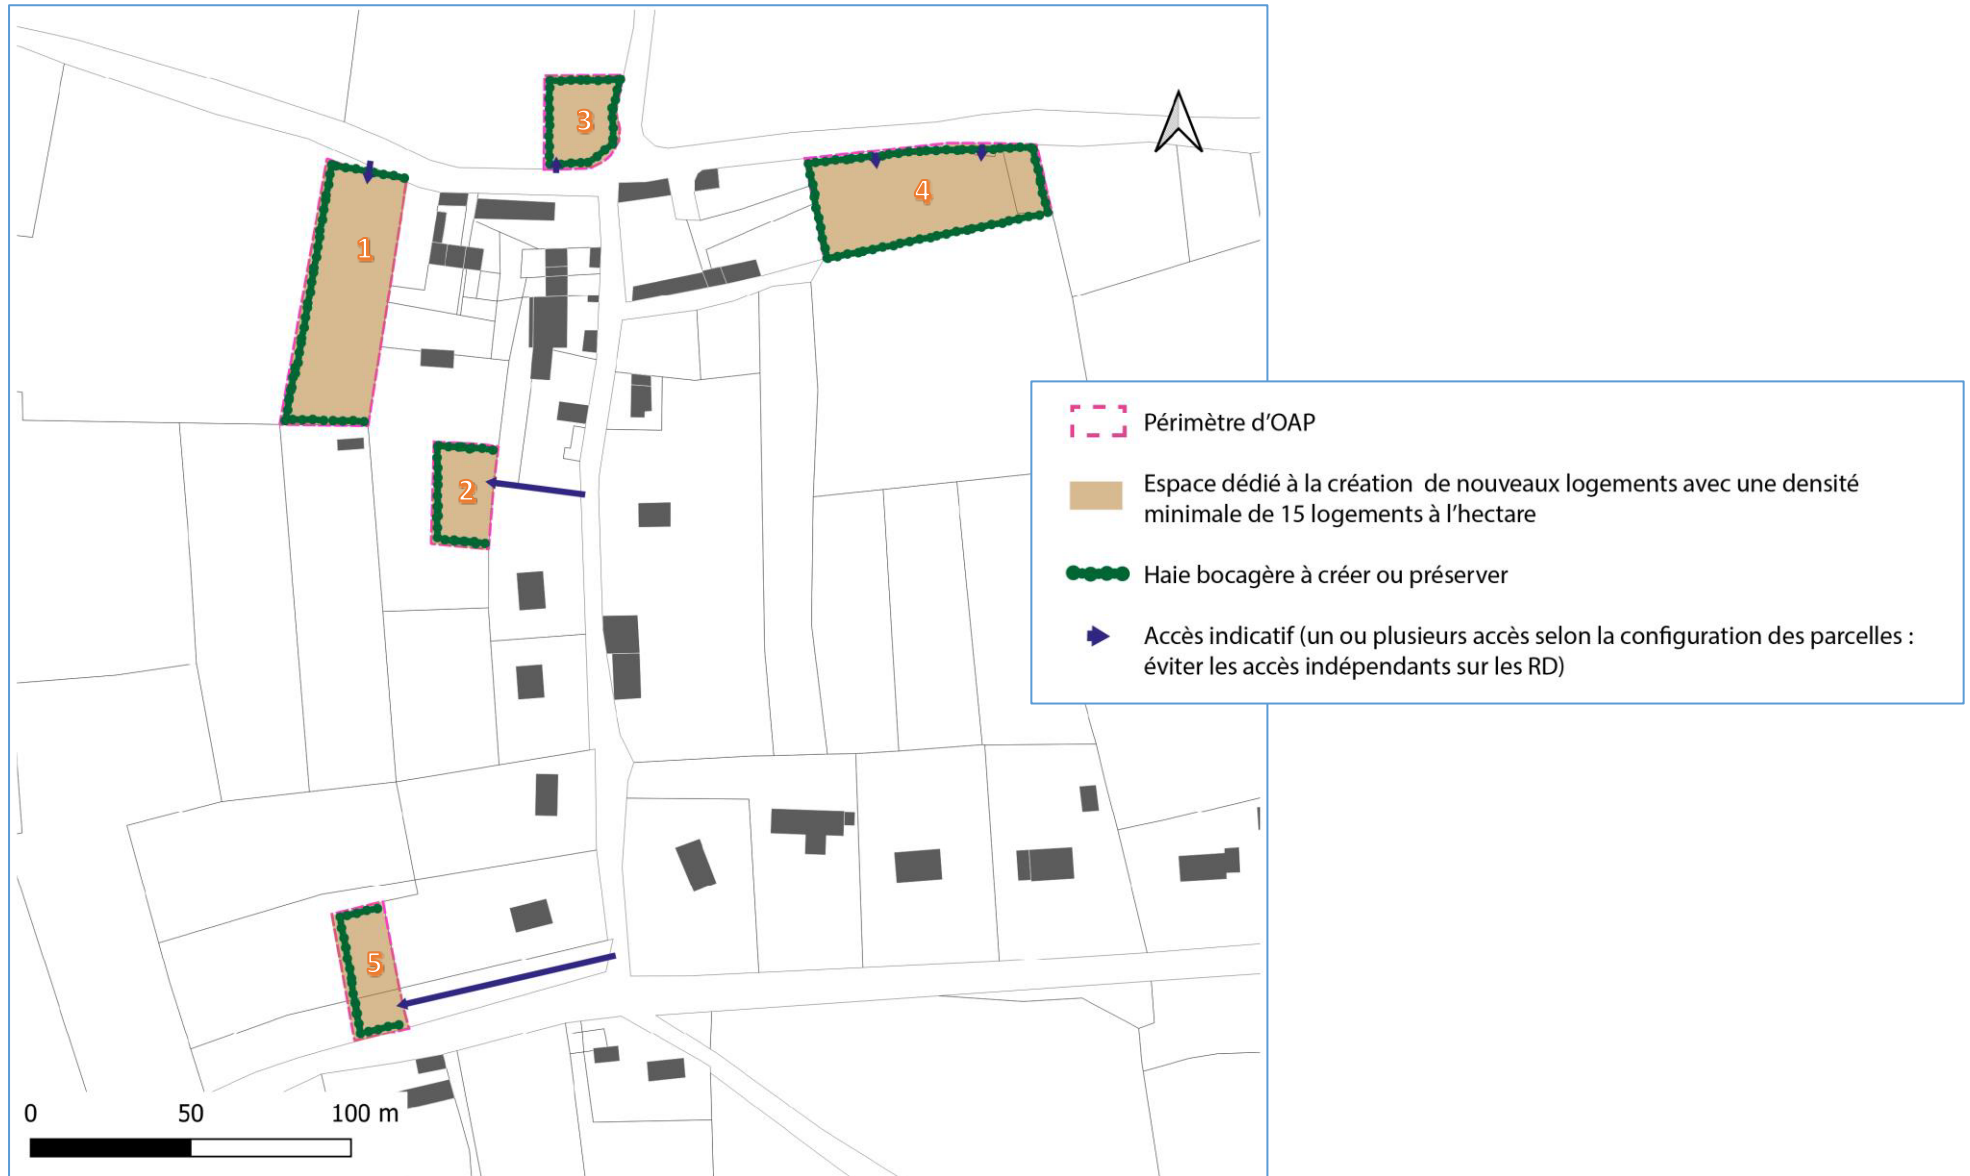 3
4
1
2
5
Périmètre d'OAP
Espace dédié à la création de nouveaux logements avec une densité
minimale de 15 logements à l'hectare
Haie bocagère à créer ou préserver
Accès indicatif (un ou plusieurs accès selon la configuration des parcelles :
éviter les accès indépendants sur les RD)
0 50 100 m